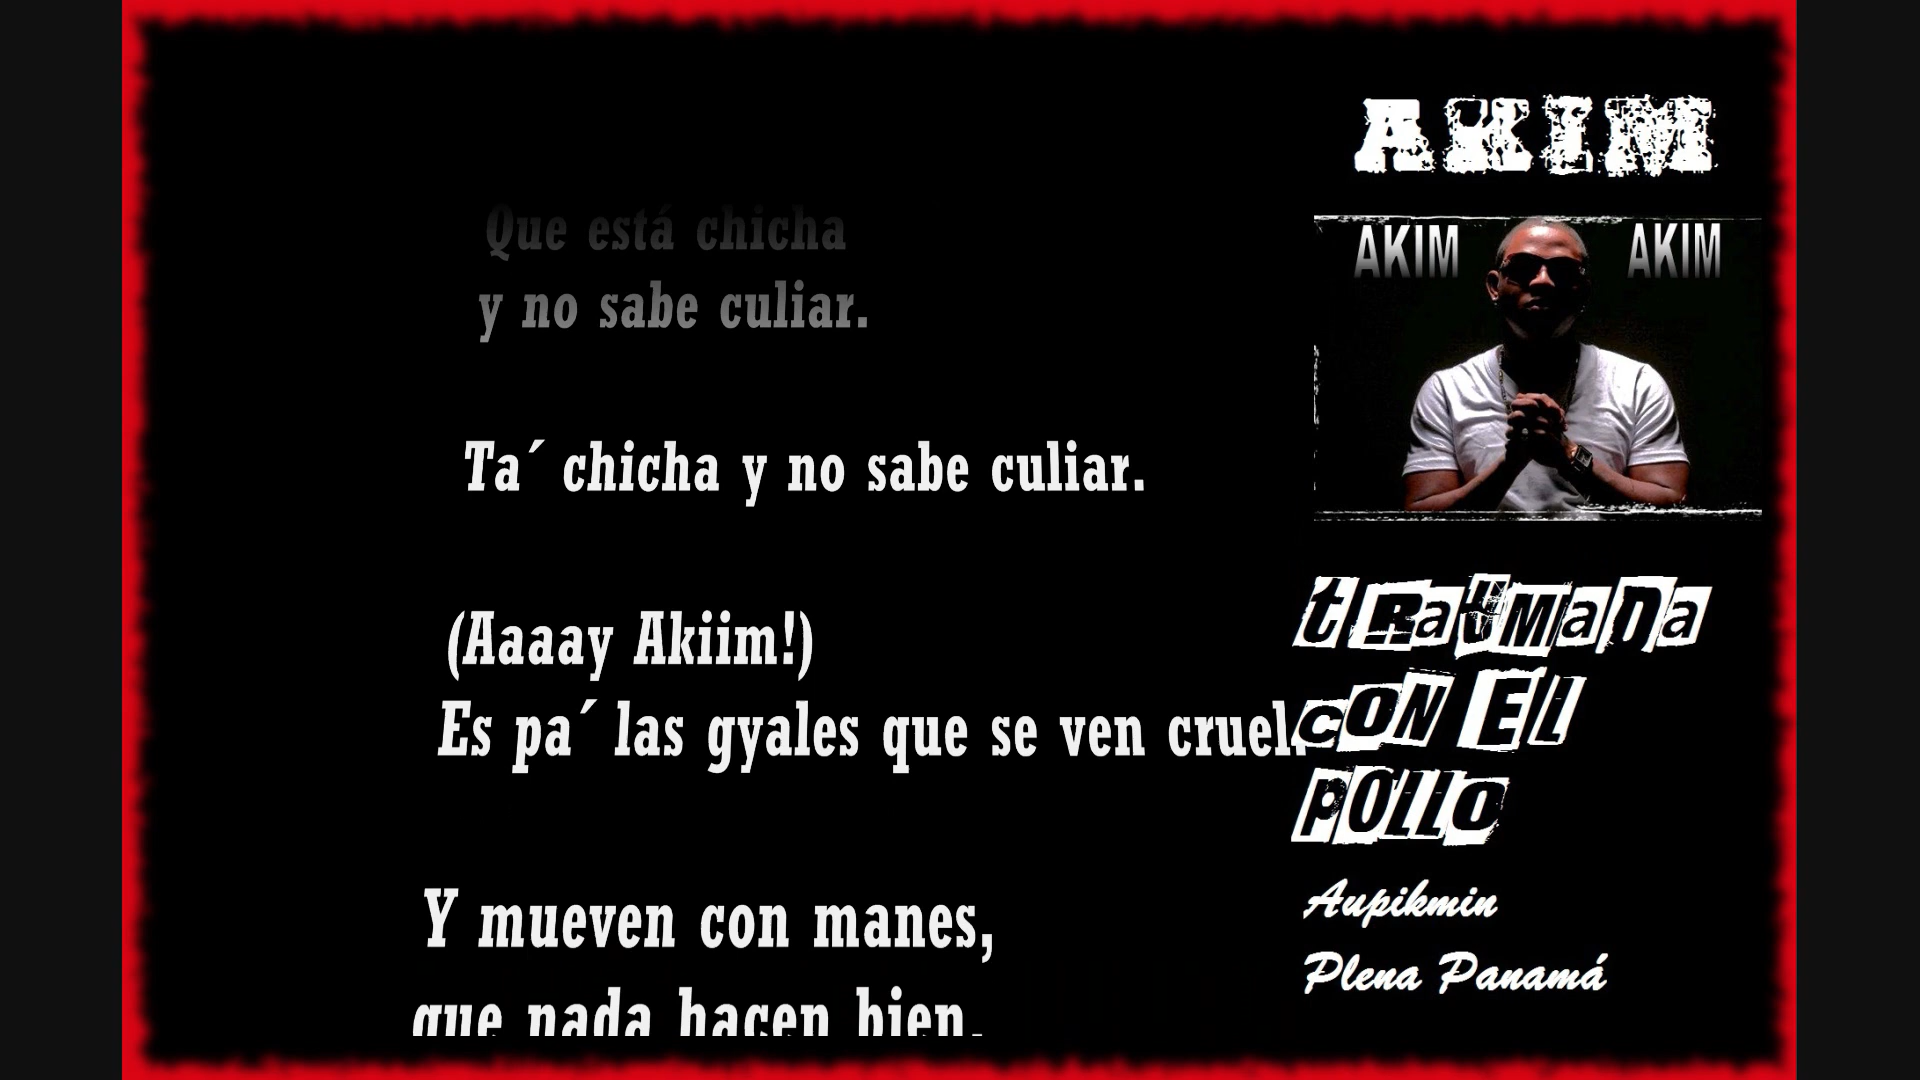 Que está chicha
y no sabe culiar.
Ta´ chicha y no sabe culiar.
(Aaaay Akiim!)
Es pa´ las gyales que se ven cruel.
Y mueven con manes,
que nada hacen bien.
AKIM
AKIM AKIM
traumada
con el
pollo
Aupikmin
Plena Panamá